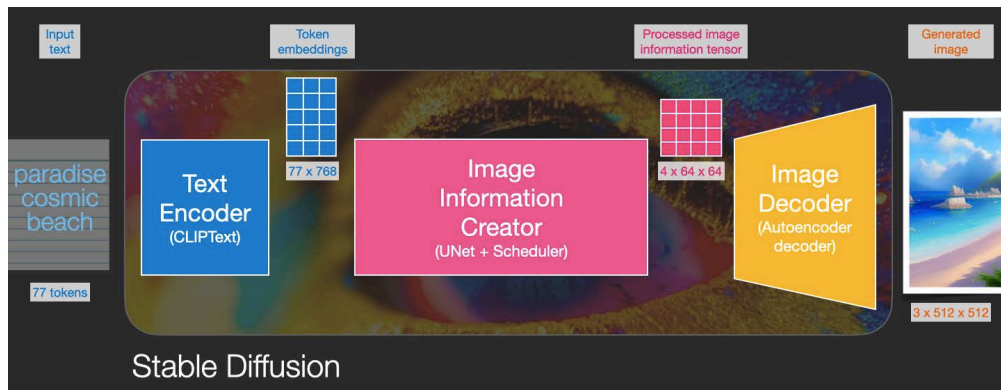 Input
text
Token
embeddings
Processed image
information tensor
Generated
image
paradise
cosmic
beach
77 tokens
Text
Encoder
(CLIPText)
77 x 768
Image
Information
Creator
(UNet + Scheduler)
4 x 64 x 64
Image
Decoder
(Autoencoder
decoder)
3 x 512 x 512
Stable Diffusion